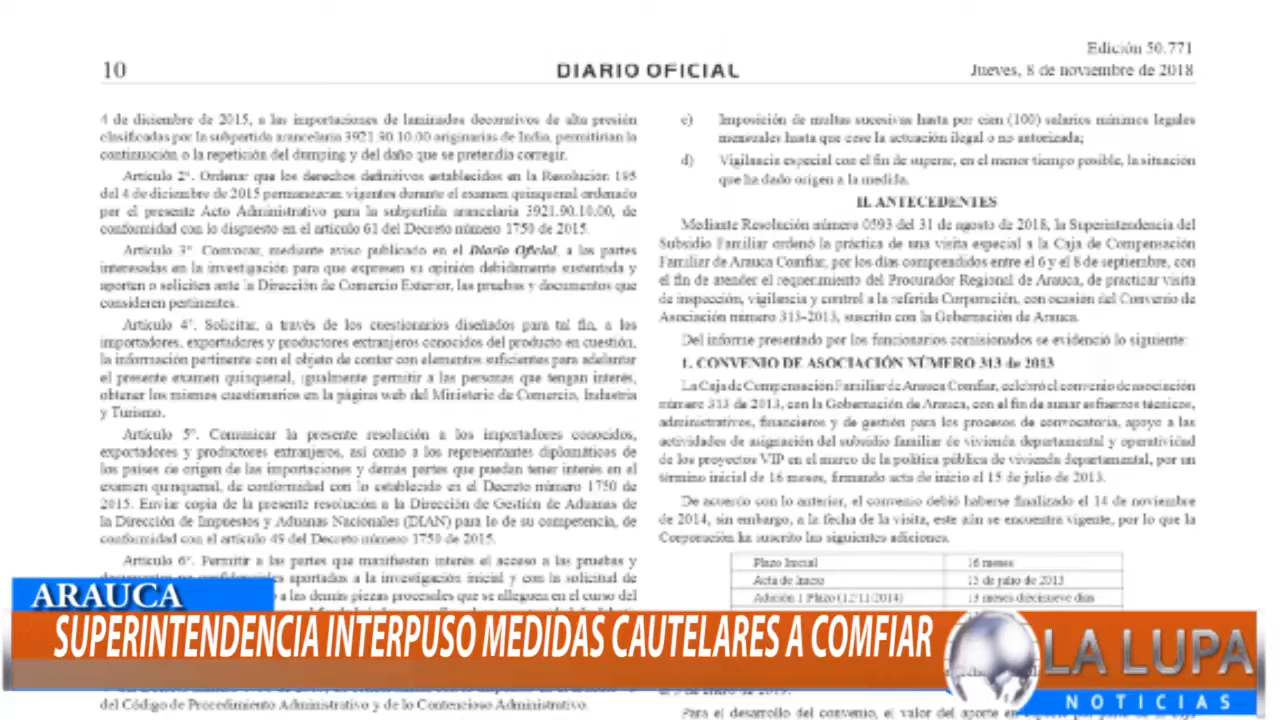 Edición 50.771
10
DIARIO OFICIAL
Jueves, 8 de noviembre de 2018
4 de diciembre de 2015, a las importaciones de laminados decorativos de alta presión
clasificadas por la subpartida arancelaria 3921.90.10.00 originarias de India, permitirían la
continuación o la repetición del dumping y del daño que se pretendía corregir.
Artículo 2°. Ordenar que los derechos definitivos establecidos en la Resolución 195
del 4 de diciembre de 2015 permanezcan vigentes durante el examen quinquenal ordenado
por el presente Acto Administrativo para la subpartida arancelaria 3921.90.10.00, de
conformidad con lo dispuesto en el artículo 61 del Decreto número 1750 de 2015.
Artículo 3°. Convocar, mediante aviso publicado en el Diario Oficial, a las partes
interesadas en la investigación para que expresen su opinión debidamente sustentada y
aporten o soliciten ante la Dirección de Comercio Exterior, las pruebas y documentos que
consideren pertinentes.
Artículo 4°. Solicitar, a través de los cuestionarios diseñados para tal fin, a los
importadores, exportadores y productores extranjeros conocidos del producto en cuestión,
la información pertinente con el objeto de contar con elementos suficientes para adelantar
el presente examen quinquenal, igualmente permitir a las personas que tengan interés,
obtener los mismos cuestionarios en la página web del Ministerio de Comercio, Industria
y Turismo.
Artículo 5°. Comunicar la presente resolución a los importadores conocidos,
exportadores y productores extranjeros, así como a los representantes diplomáticos de
los países de origen de las importaciones y demás partes que puedan tener interés en el
examen quinquenal, de conformidad con lo establecido en el Decreto número 1750 de
2015. Enviar copia de la presente resolución a la Dirección de Gestión de Aduanas de
la Dirección de Impuestos y Aduanas Nacionales (DIAN) para lo de su competencia, de
conformidad con el artículo 49 del Decreto número 1750 de 2015.
Artículo 6°. Permitir a las partes que manifiesten interés el acceso a las pruebas y
aportados a la investigación inicial y con la solicitud de
a las demás piezas procesales que se alleguen en el curso del
del Código de Procedimiento Administrativo y de lo Contencioso Administrativo.
c) Imposición de multas sucesivas hasta por cien (100) salarios mínimos legales
mensuales hasta que cese la actuación ilegal o no autorizada;
d) Vigilancia especial con el fin de superar, en el menor tiempo posible, la situación
que ha dado origen a la medida.
II. ANTECEDENTES
Mediante Resolución número 0593 del 31 de agosto de 2018, la Superintendencia del
Subsidio Familiar ordenó la práctica de una visita especial a la Caja de Compensación
Familiar de Arauca Comfiar, por los días comprendidos entre el 6 y el 8 de septiembre, con
el fin de atender el requerimiento del Procurador Regional de Arauca, de practicar visita
de inspección, vigilancia y control a la referida Corporación, con ocasión del Convenio de
Asociación número 313-2013, suscrito con la Gobernación de Arauca.
Del informe presentado por los funcionarios comisionados se evidenció lo siguiente:
1. CONVENIO DE ASOCIACIÓN NÚMERO 313 de 2013
La Caja de Compensación Familiar de Arauca Comfiar, celebró el convenio de asociación
número 313 de 2013, con la Gobernación de Arauca, con el fin de aunar esfuerzos técnicos,
administrativos, financieros y de gestión para los procesos de convocatoria, apoyo a las
actividades de asignación del subsidio familiar de vivienda departamental y operatividad
de los proyectos VIP en el marco de la política pública de vivienda departamental, por un
término inicial de 16 meses, firmando acta de inicio el 15 de julio de 2013.
De acuerdo con lo anterior, el convenio debió haberse finalizado el 14 de noviembre
de 2014, sin embargo, a la fecha de la visita, este aún se encuentra vigente, por lo que la
Corporación ha suscrito las siguientes adiciones.
Plazo Inicial 16 meses
Acta de Inicio 15 de julio de 2013
Adición 1 Plazo (12/11/2014) 13 meses diecinueve días
Para el desarrollo del convenio, el valor del aporte en
ARAUCA
SUPERINTENDENCIA INTERPUSO MEDIDAS CAUTELARES A COMFIAR
LA LUPA
NOTICIAS